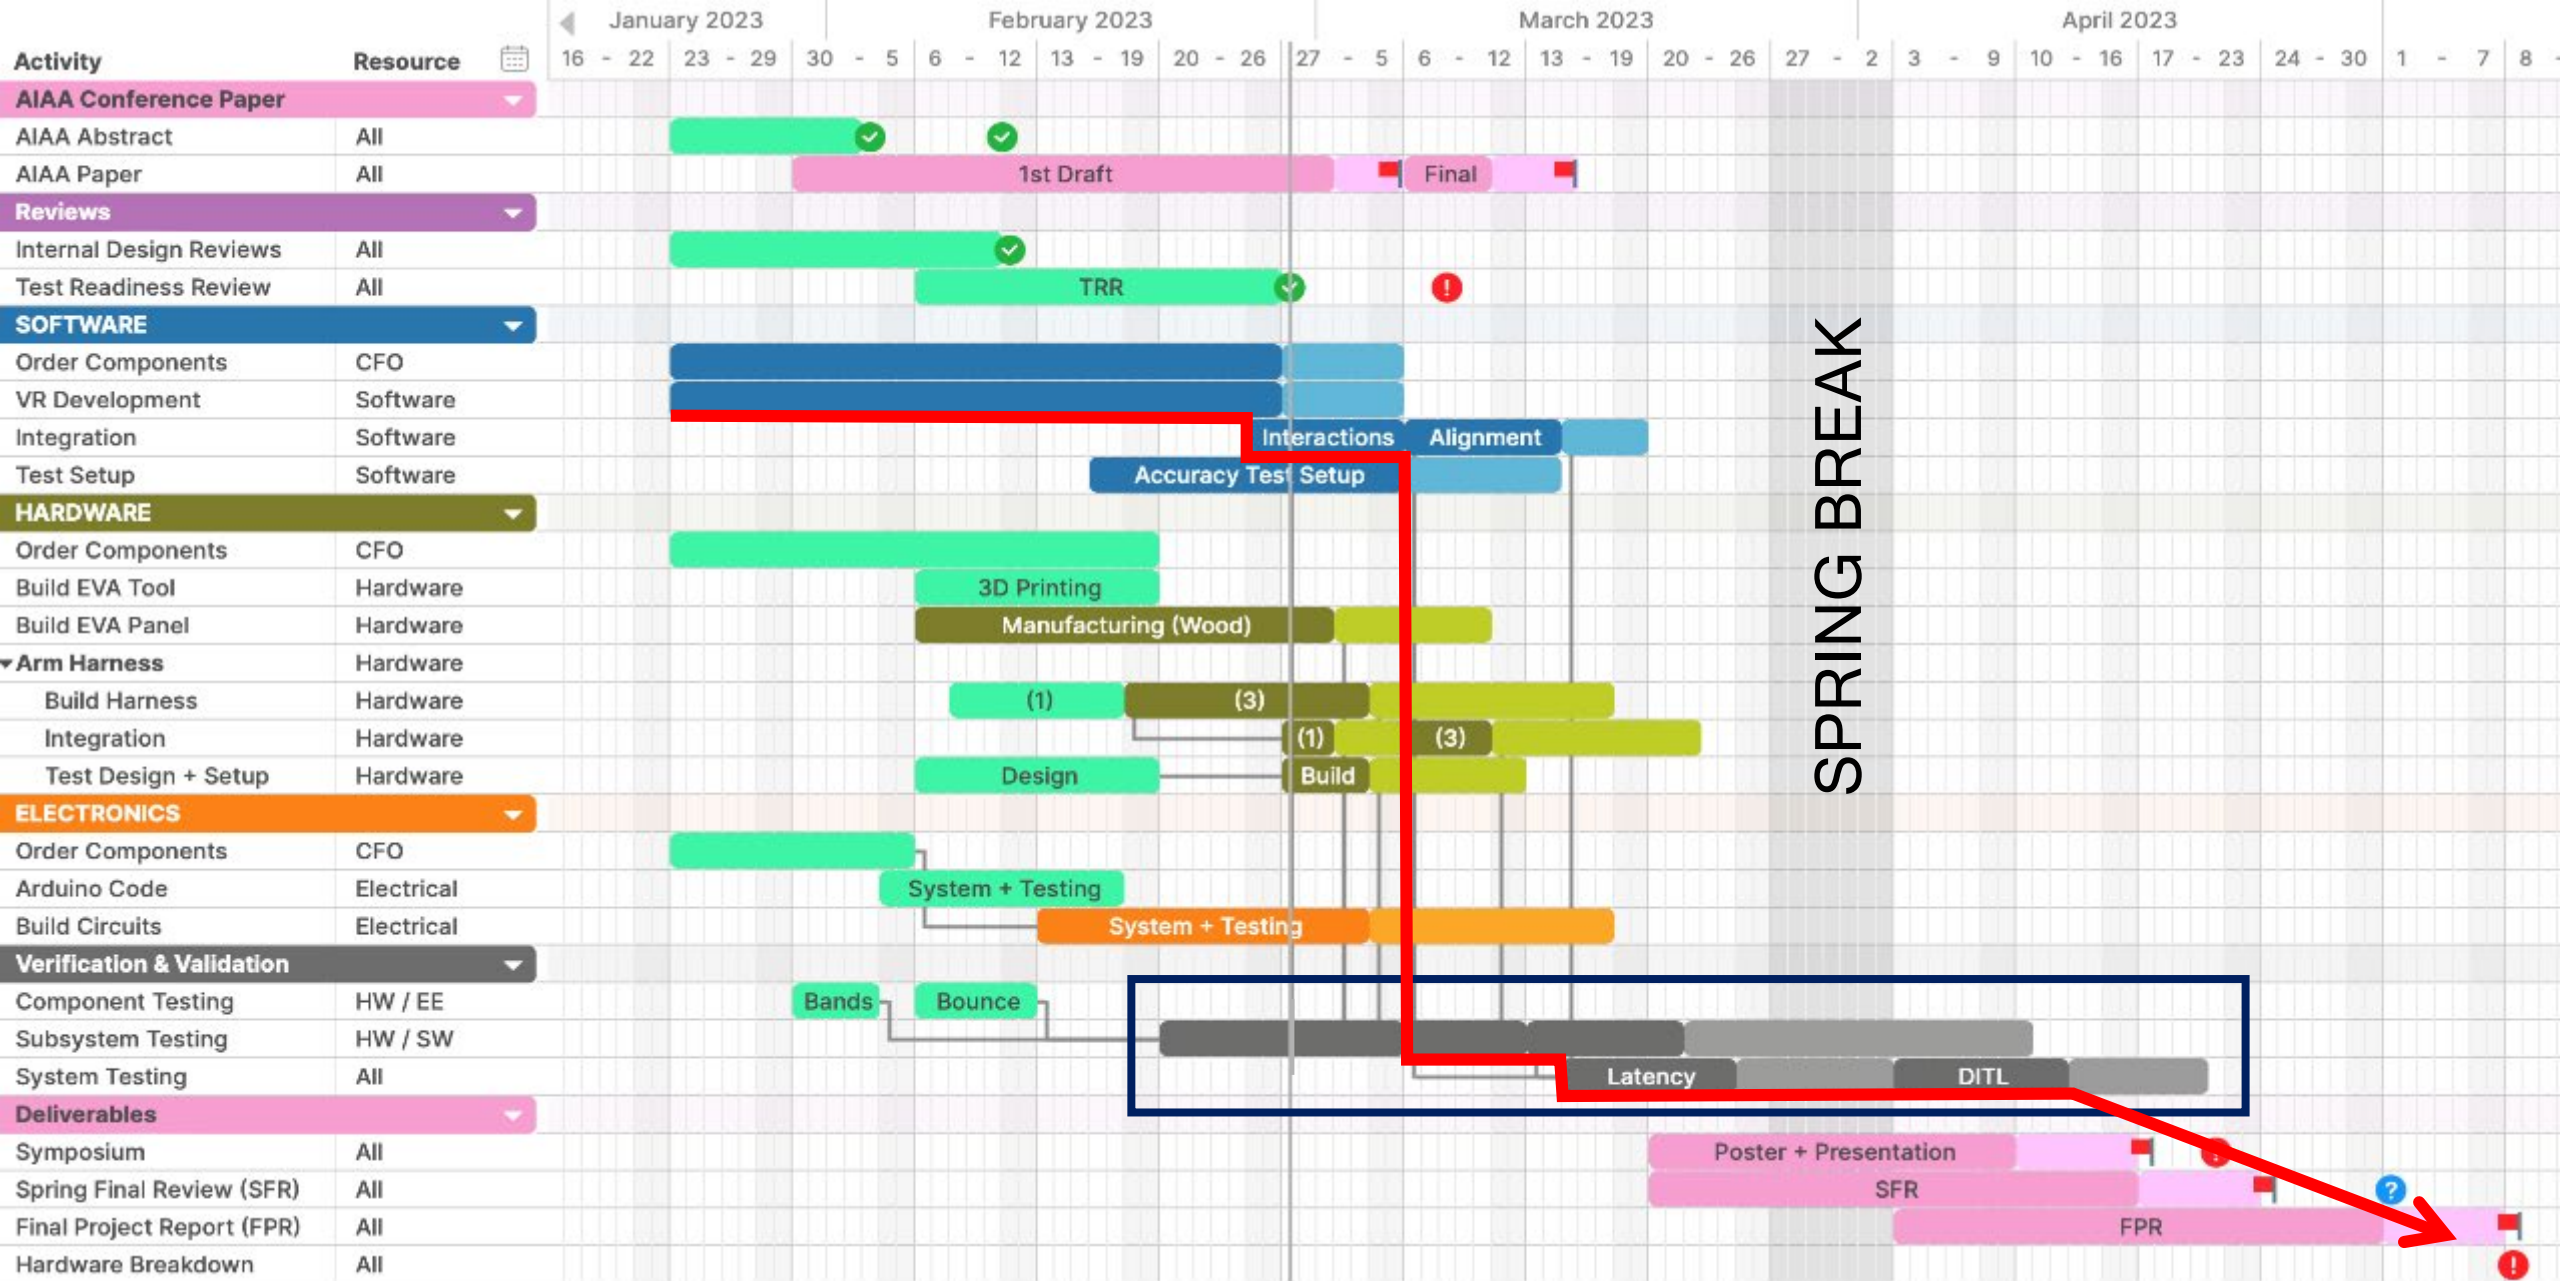 January 2023 February 2023 March 2023 April 2023
Activity Resource 16 - 22 23 - 29 30 - 5 6 - 12 13 - 19 20 - 26 27 - 5 6 - 12 13 - 19 20 - 26 27 - 2 3 - 9 10 - 16 17 - 23 24 - 30 1 - 7 8 -
AIAA Conference Paper
AIAA Abstract All
AIAA Paper All 1st Draft Final
Reviews
Internal Design Reviews All
Test Readiness Review All TRR
SOFTWARE
Order Components CFO
VR Development Software
Integration Software Interactions Alignment
Test Setup Software Accuracy Test Setup
HARDWARE
Order Components CFO
Build EVA Tool Hardware 3D Printing
Build EVA Panel Hardware Manufacturing (Wood)
Arm Harness Hardware
Build Harness Hardware (1) (3)
Integration Hardware (1) (3)
Test Design + Setup Hardware Design Build
SPRING BREAK
ELECTRONICS
Order Components CFO
Arduino Code Electrical System + Testing
Build Circuits Electrical System + Testing
Verification & Validation
Component Testing HW / EE Bands Bounce
Subsystem Testing HW / SW
System Testing All Latency DITL
Deliverables
Symposium All Poster + Presentation
Spring Final Review (SFR) All SFR
Final Project Report (FPR) All FPR
Hardware Breakdown All